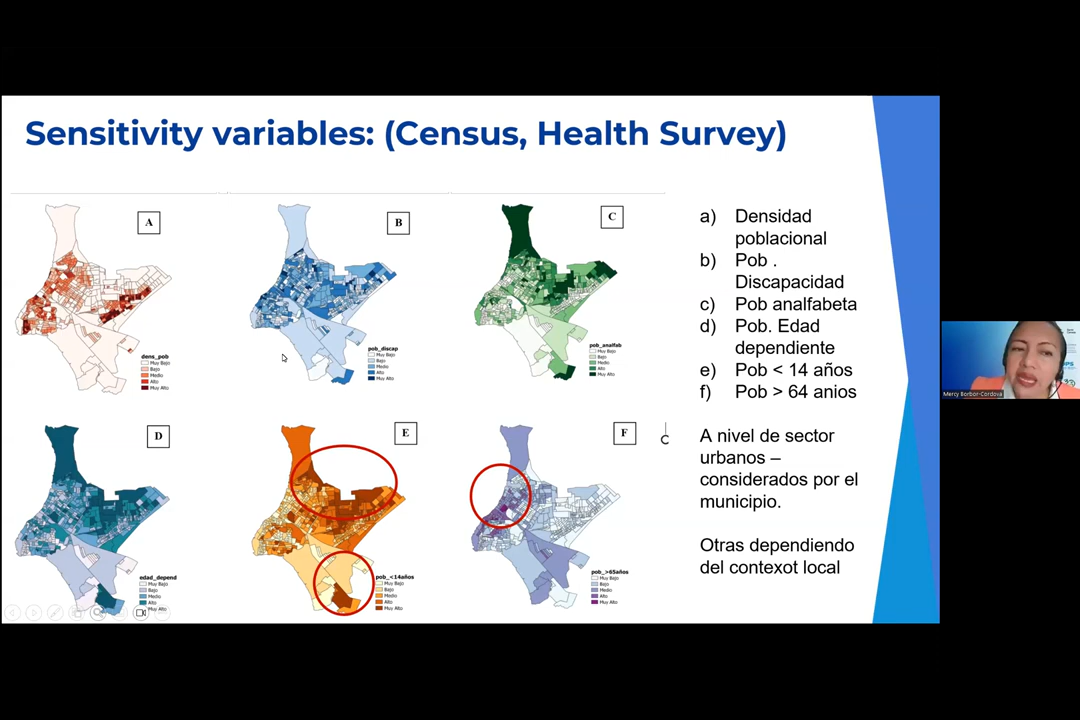 Sensitivity variables: (Census, Health Survey)
A
dens_pob
Muy Bajo
Bajo
Medio
Alto
Muy Alto
B
pob_discap
Muy Bajo
Bajo
Medio
Alto
Muy Alto
C
pob_analfab
Muy Bajo
Bajo
Medio
Alto
Muy Alto
D
edad_depend
Muy Bajo
Bajo
Medio
Alto
Muy Alto
E
pob_<14años
Muy Bajo
Bajo
Medio
Alto
Muy Alto
F
pob_>65años
Muy Bajo
Bajo
Medio
Alto
Muy Alto
C
a) Densidad
poblacional
b) Pob .
Discapacidad
c) Pob analfabeta
d) Pob. Edad
dependiente
e) Pob < 14 años
f) Pob > 64 anios
A nivel de sector
urbanos –
considerados por el
municipio.
Otras dependiendo
del contexot local
Mercy Borbor-Cordova